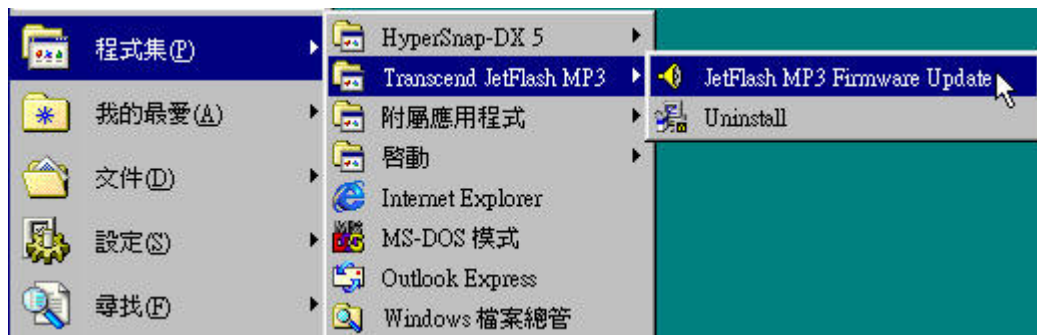 程式集(P)
我的最愛(A)
文件(D)
設定(S)
尋找(F)
HyperSnap-DX 5
Transcend JetFlash MP3
附屬應用程式
啟動
Internet Explorer
MS-DOS 模式
Outlook Express
Windows 檔案總管
JetFlash MP3 Firmware Update
Uninstall